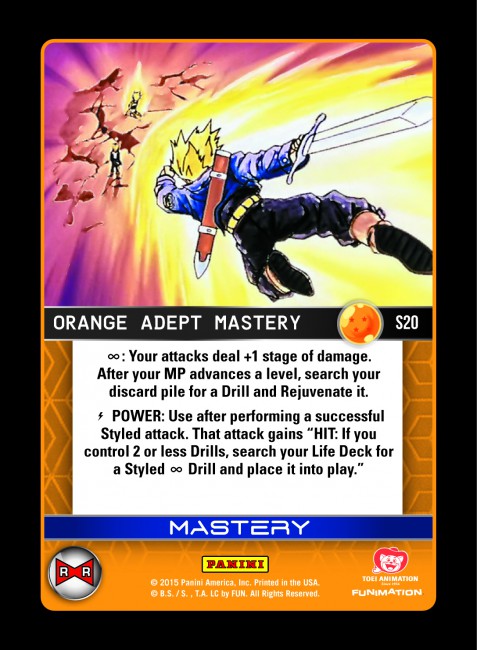 ORANGE ADEPT MASTERY S20
∞: Your attacks deal +1 stage of damage.
After your MP advances a level, search your
discard pile for a Drill and Rejuvenate it.
⚡ POWER: Use after performing a successful
Styled attack. That attack gains “HIT: If you
control 2 or less Drills, search your Life Deck for
a Styled ∞ Drill and place it into play.”
MASTERY
R R
PANINI
© 2015 Panini America, Inc. Printed in the USA.
© B.S. / S. , T.A. LC by FUN. All Rights Reserved.
TOEI ANIMATION
FUNIMATION